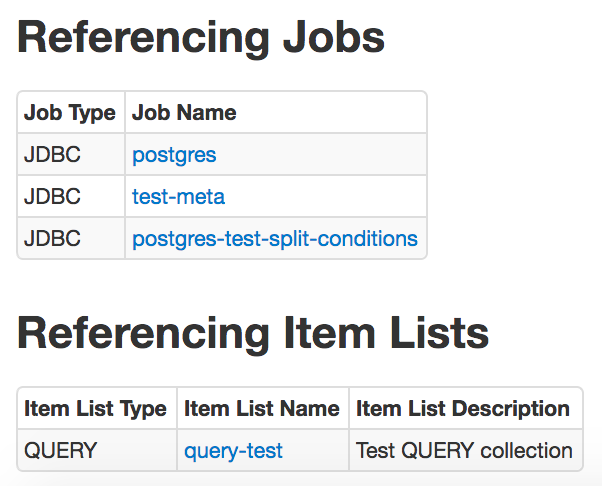 Referencing Jobs
Job Type Job Name
JDBC postgres
JDBC test-meta
JDBC postgres-test-split-conditions
Referencing Item Lists
Item List Type Item List Name Item List Description
QUERY query-test Test QUERY collection